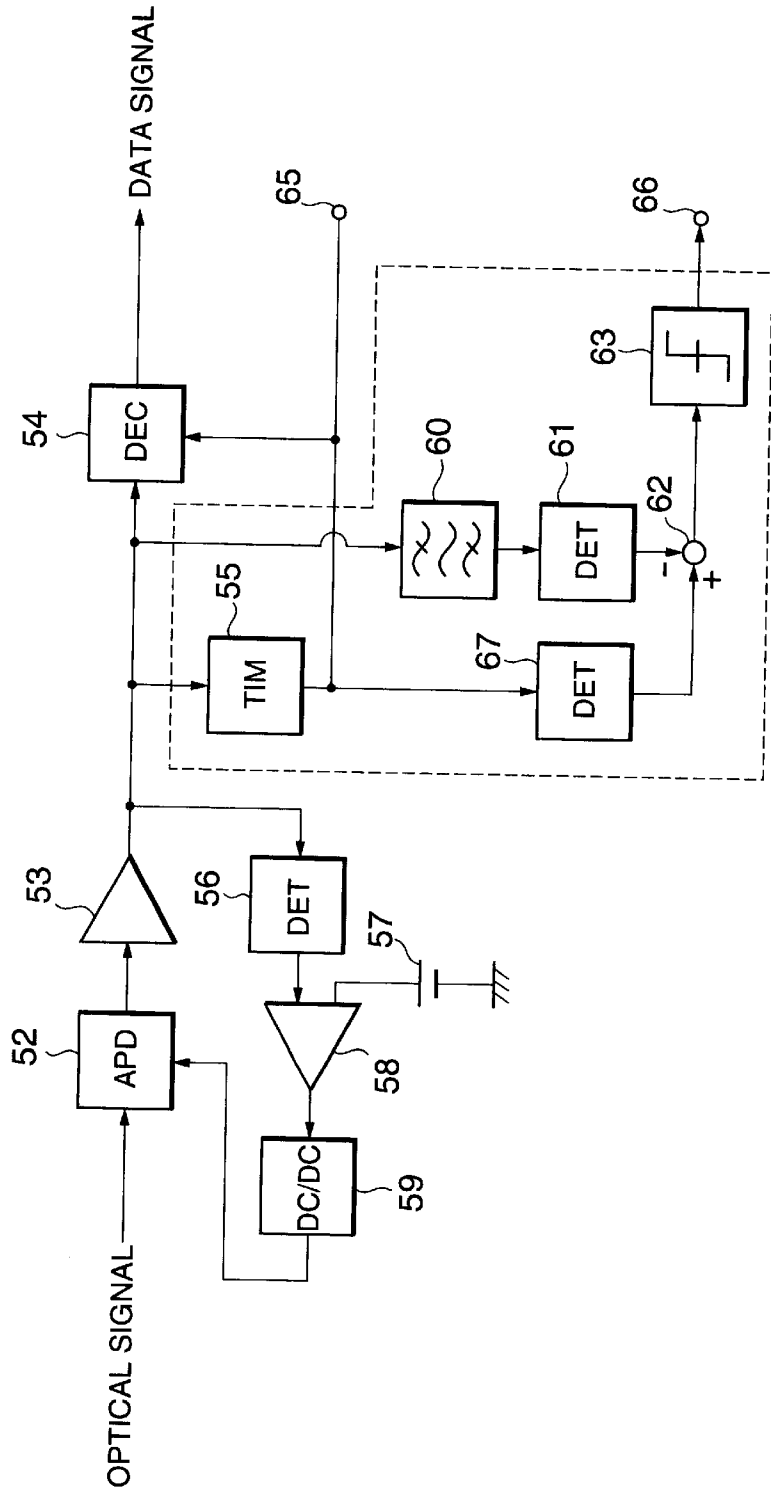 OPTICAL SIGNAL
52
APD
53
54
DEC
DATA SIGNAL
65
55
TIM
56
DET
57
58
59
DC/DC
60
61
DET
67
DET
62
-
+
63
66